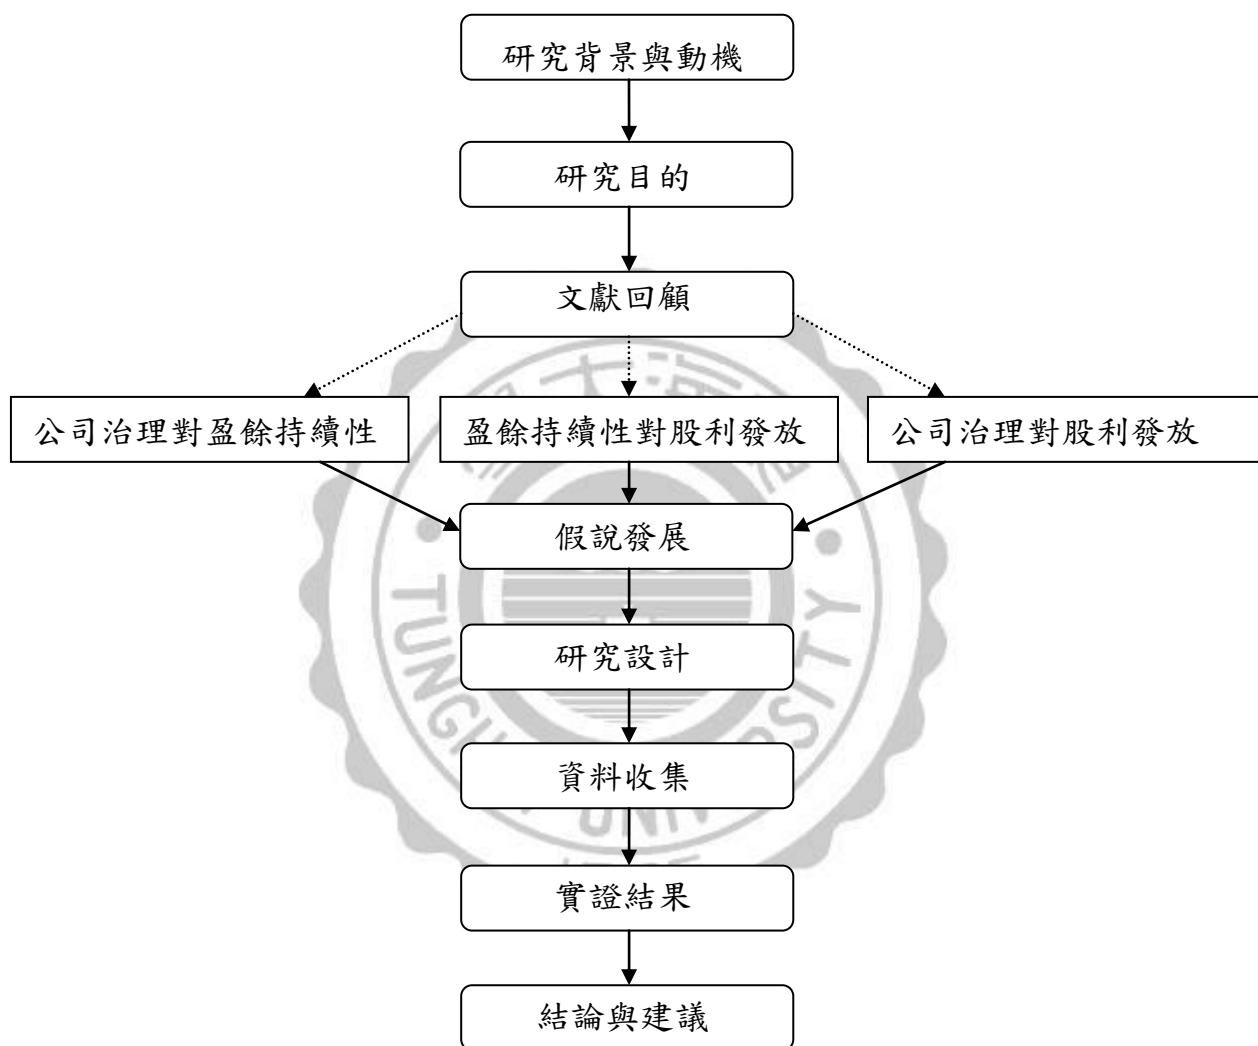 研究背景與動機
研究目的
文獻回顧
公司治理對盈餘持續性
盈餘持續性對股利發放
公司治理對股利發放
假說發展
研究設計
資料收集
實證結果
結論與建議